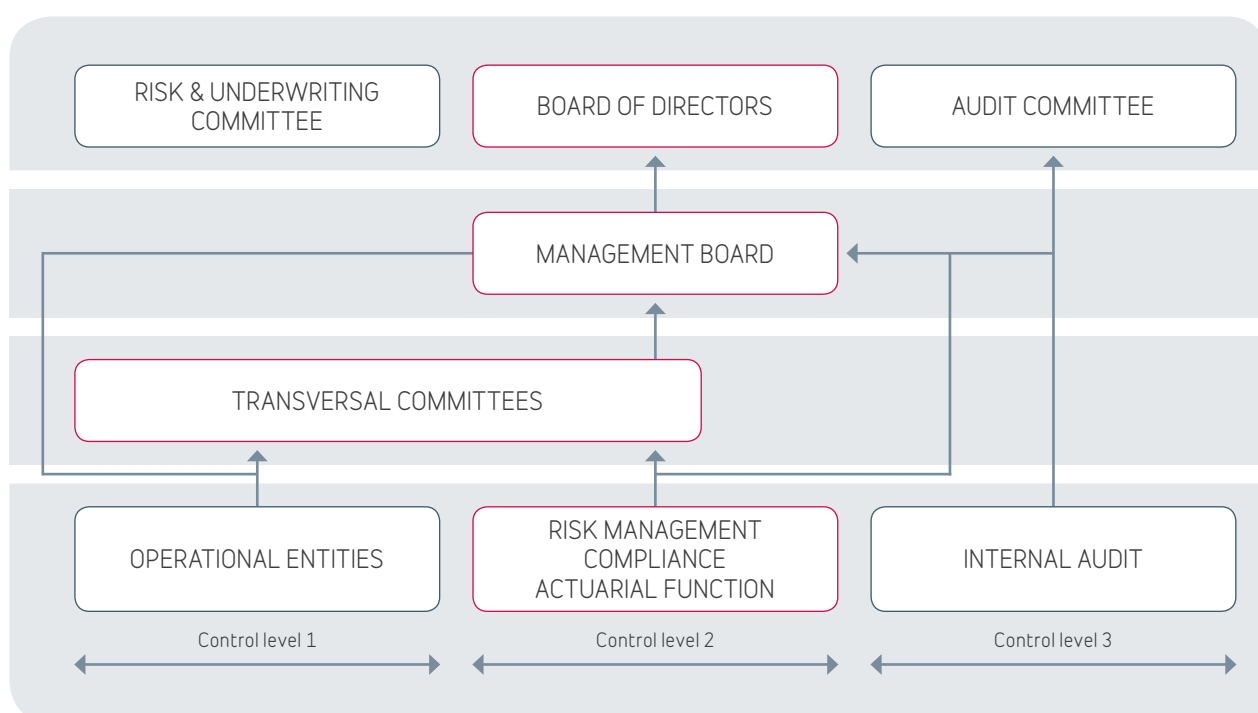 RISK & UNDERWRITING
COMMITTEE
BOARD OF DIRECTORS
AUDIT COMMITTEE
MANAGEMENT BOARD
TRANSVERSAL COMMITTEES
OPERATIONAL ENTITIES
RISK MANAGEMENT
COMPLIANCE
ACTUARIAL FUNCTION
INTERNAL AUDIT
Control level 1
Control level 2
Control level 3